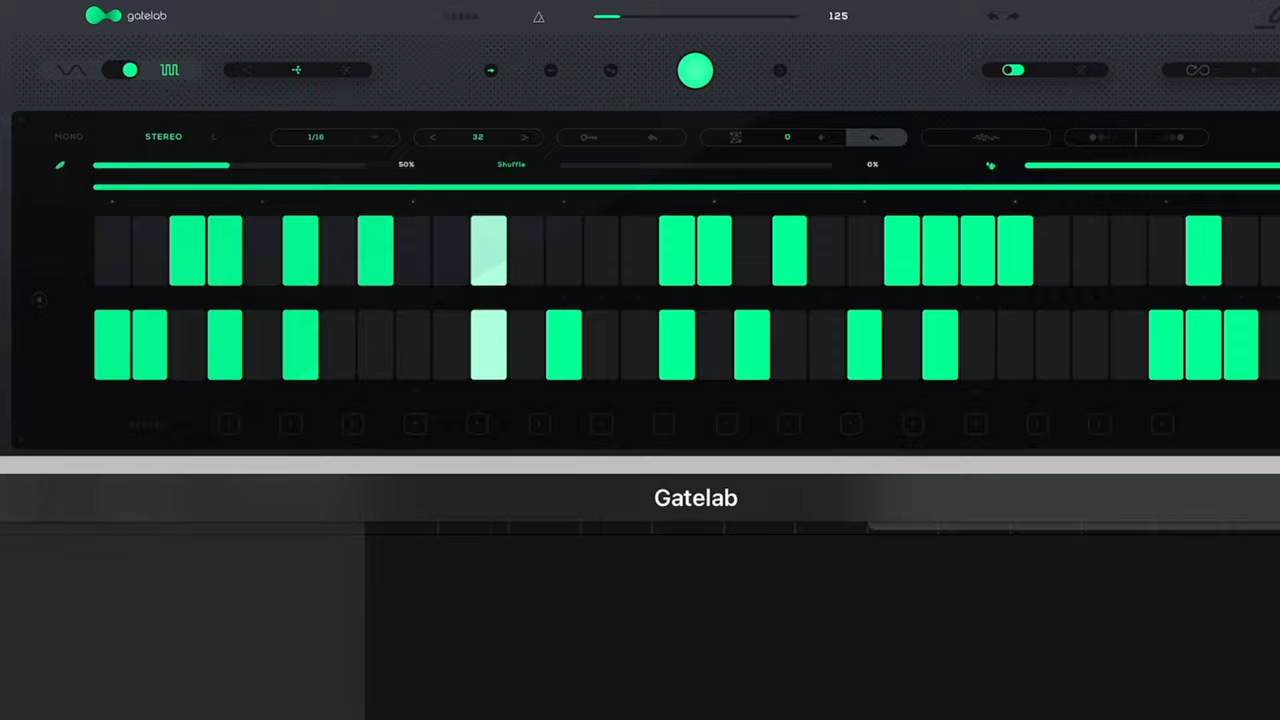 gatelab
125
MONO STEREO L 1/16 < 32 > 0
50% Shuffle 0%
Gatelab